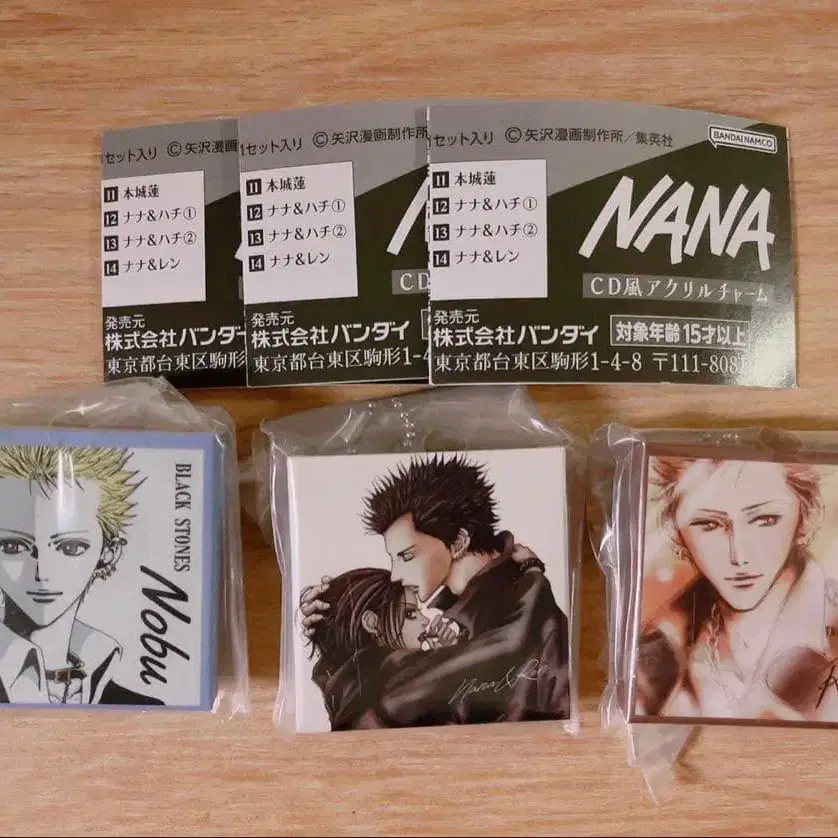 1セット入り ©矢沢漫画制作
11 本城蓮
12 ナナ&ハチ①
13 ナナ&ハチ②
14 ナナ&レン
発売元
株式会社バンダイ
東京都台東区駒形
1セット入り ©矢沢漫画制作所
11 本城蓮
12 ナナ&ハチ①
13 ナナ&ハチ②
14 ナナ&レン
CD
発売元
株式会社バンダイ
東京都台東区駒形1-4
1セット入り ©矢沢漫画制作所/集英社
BANDAI NAMCO
11 本城蓮
12 ナナ&ハチ①
13 ナナ&ハチ②
14 ナナ&レン
NANA
CD風アクリルチャーム
発売元
株式会社バンダイ
対象年齢15才以上
東京都台東区駒形1-4-8 〒111-808
BLACK STONES
Nobu
Nana &